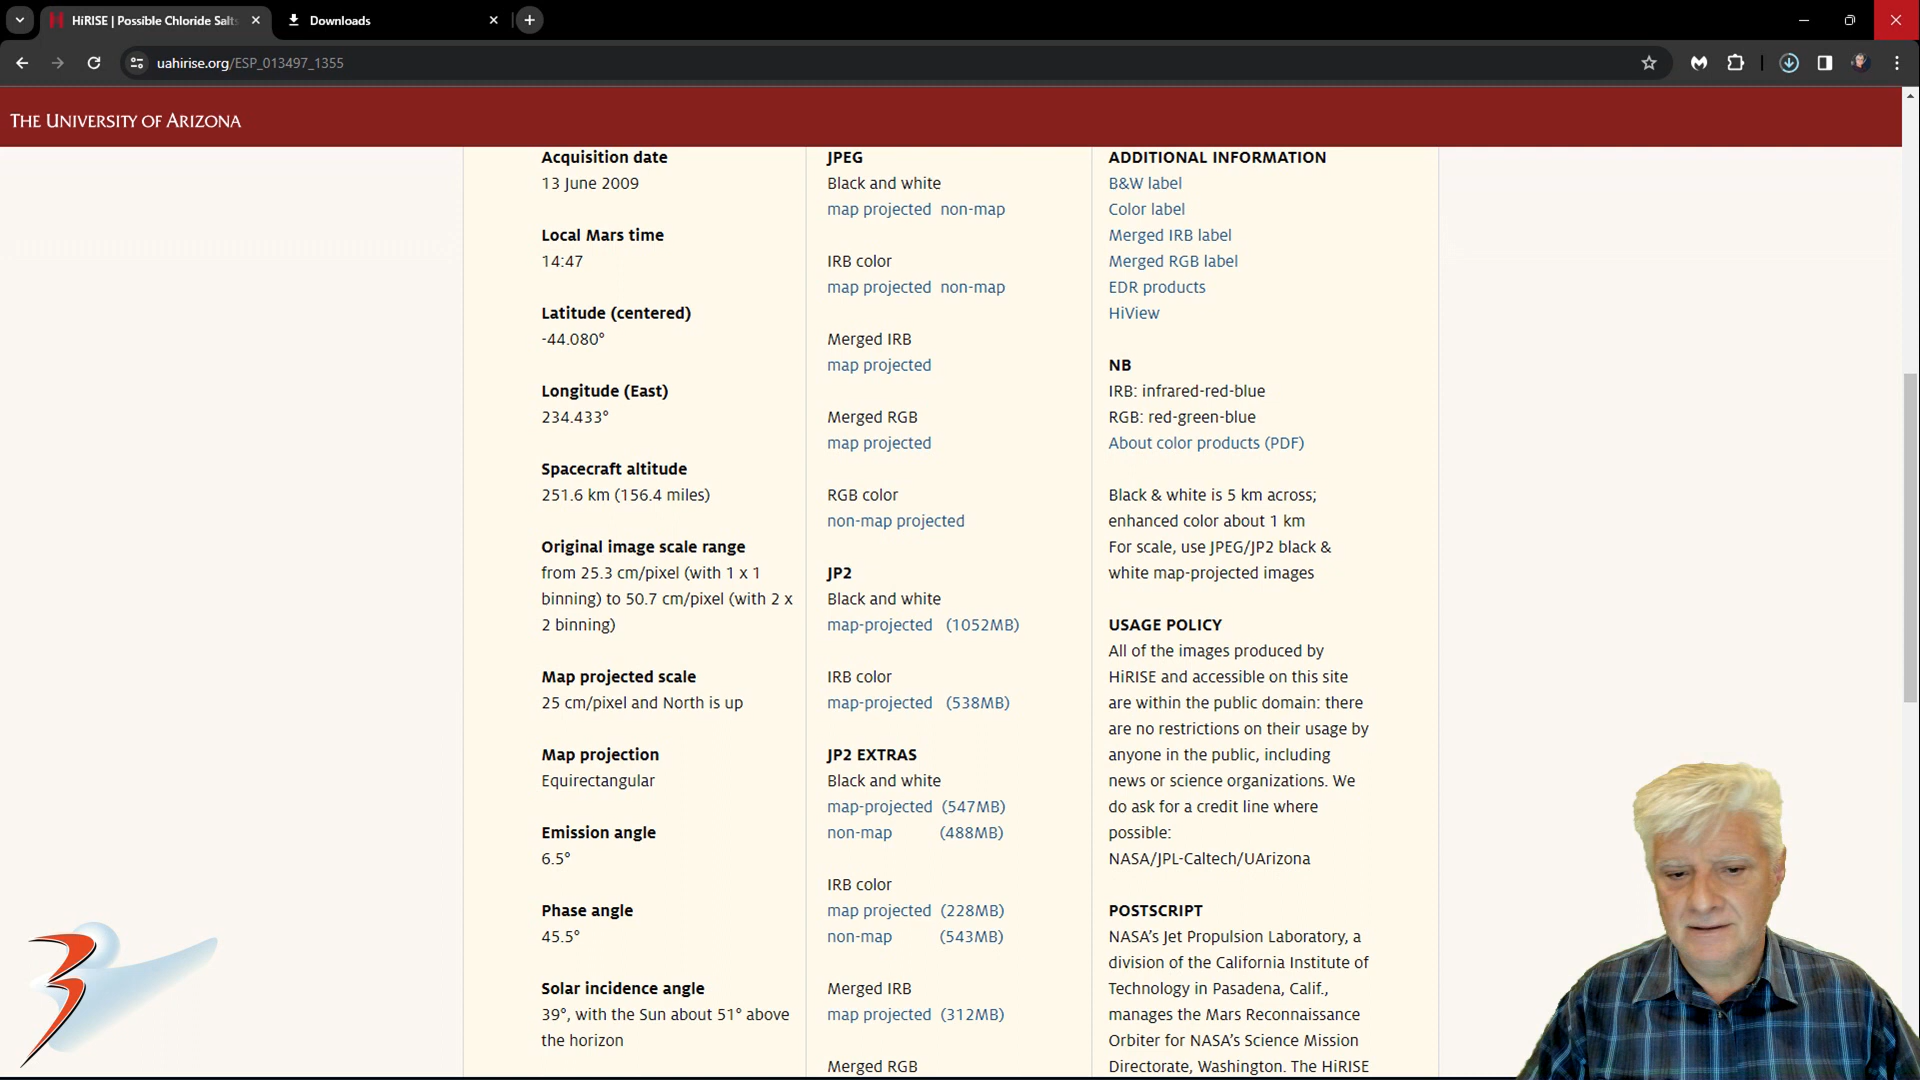 HiRISE | Possible Chloride Salts
Downloads
uahirise.org/ESP_013497_1355
THE UNIVERSITY OF ARIZONA
Acquisition date
13 June 2009
Local Mars time
14:47
Latitude (centered)
-44.080°
Longitude (East)
234.433°
Spacecraft altitude
251.6 km (156.4 miles)
Original image scale range
from 25.3 cm/pixel (with 1 x 1
binning) to 50.7 cm/pixel (with 2 x
2 binning)
Map projected scale
25 cm/pixel and North is up
Map projection
Equirectangular
Emission angle
6.5°
Phase angle
45.5°
Solar incidence angle
39°, with the Sun about 51° above
the horizon
JPEG
Black and white
map projected non-map
IRB color
map projected non-map
Merged IRB
map projected
Merged RGB
map projected
RGB color
non-map projected
JP2
Black and white
map-projected (1052MB)
IRB color
map-projected (538MB)
JP2 EXTRAS
Black and white
map-projected (547MB)
non-map (488MB)
IRB color
map projected (228MB)
non-map (543MB)
Merged IRB
map projected (312MB)
Merged RGB
ADDITIONAL INFORMATION
B&W label
Color label
Merged IRB label
Merged RGB label
EDR products
HiView
NB
IRB: infrared-red-blue
RGB: red-green-blue
About color products (PDF)
Black & white is 5 km across;
enhanced color about 1 km
For scale, use JPEG/JP2 black &
white map-projected images
USAGE POLICY
All of the images produced by
HiRISE and accessible on this site
are within the public domain: there
are no restrictions on their usage by
anyone in the public, including
news or science organizations. We
do ask for a credit line where
possible:
NASA/JPL-Caltech/UArizona
POSTSCRIPT
NASA's Jet Propulsion Laboratory, a
division of the California Institute of
Technology in Pasadena, Calif.,
manages the Mars Reconnaissance
Orbiter for NASA's Science Mission
Directorate, Washington. The HiRISE